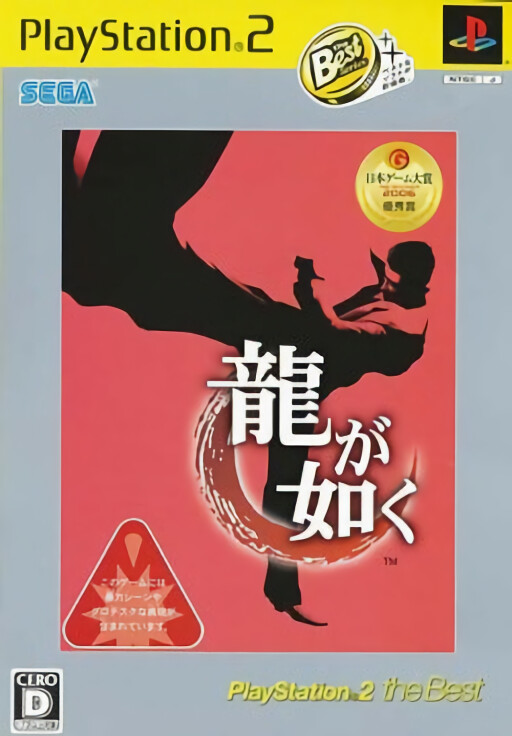 PlayStation®2
The
Best
Series
NTSC J
SEGA
日本ゲーム大賞
2006
優秀賞
龍が
如く
TM
このゲームには
暴力シーンや
グロテスクな表現が
含まれています。
CERO
D
PlayStation®2 the Best